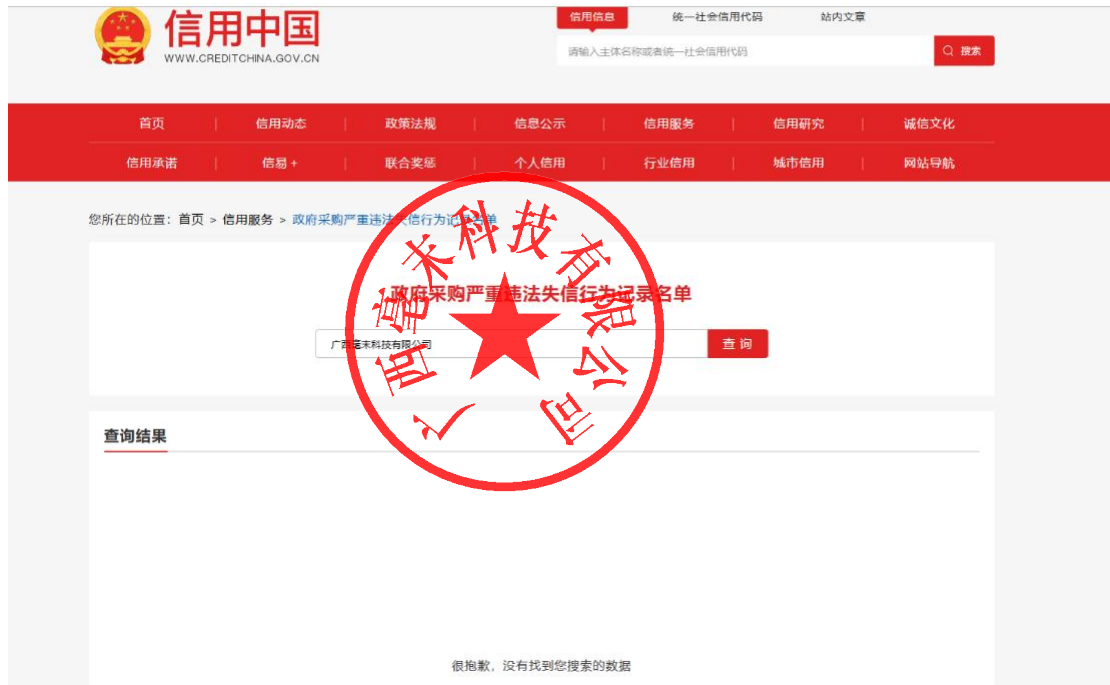 信用中国
WWW.CREDITCHINA.GOV.CN
信用信息 统一社会信用代码 站内文章
请输入主体名称或者统一社会信用代码 搜索
首页 | 信用动态 | 政策法规 | 信息公示 | 信用服务 | 信用研究 | 诚信文化
信用承诺 | 信易+ | 联合奖惩 | 个人信用 | 行业信用 | 城市信用 | 网站导航
您所在的位置：首页 > 信用服务 > 政府采购严重违法失信行为记录名单
政府采购严重违法失信行为记录名单
广西毫末科技有限公司 查询
广西毫末科技有限公司
查询结果
很抱歉，没有找到您搜索的数据